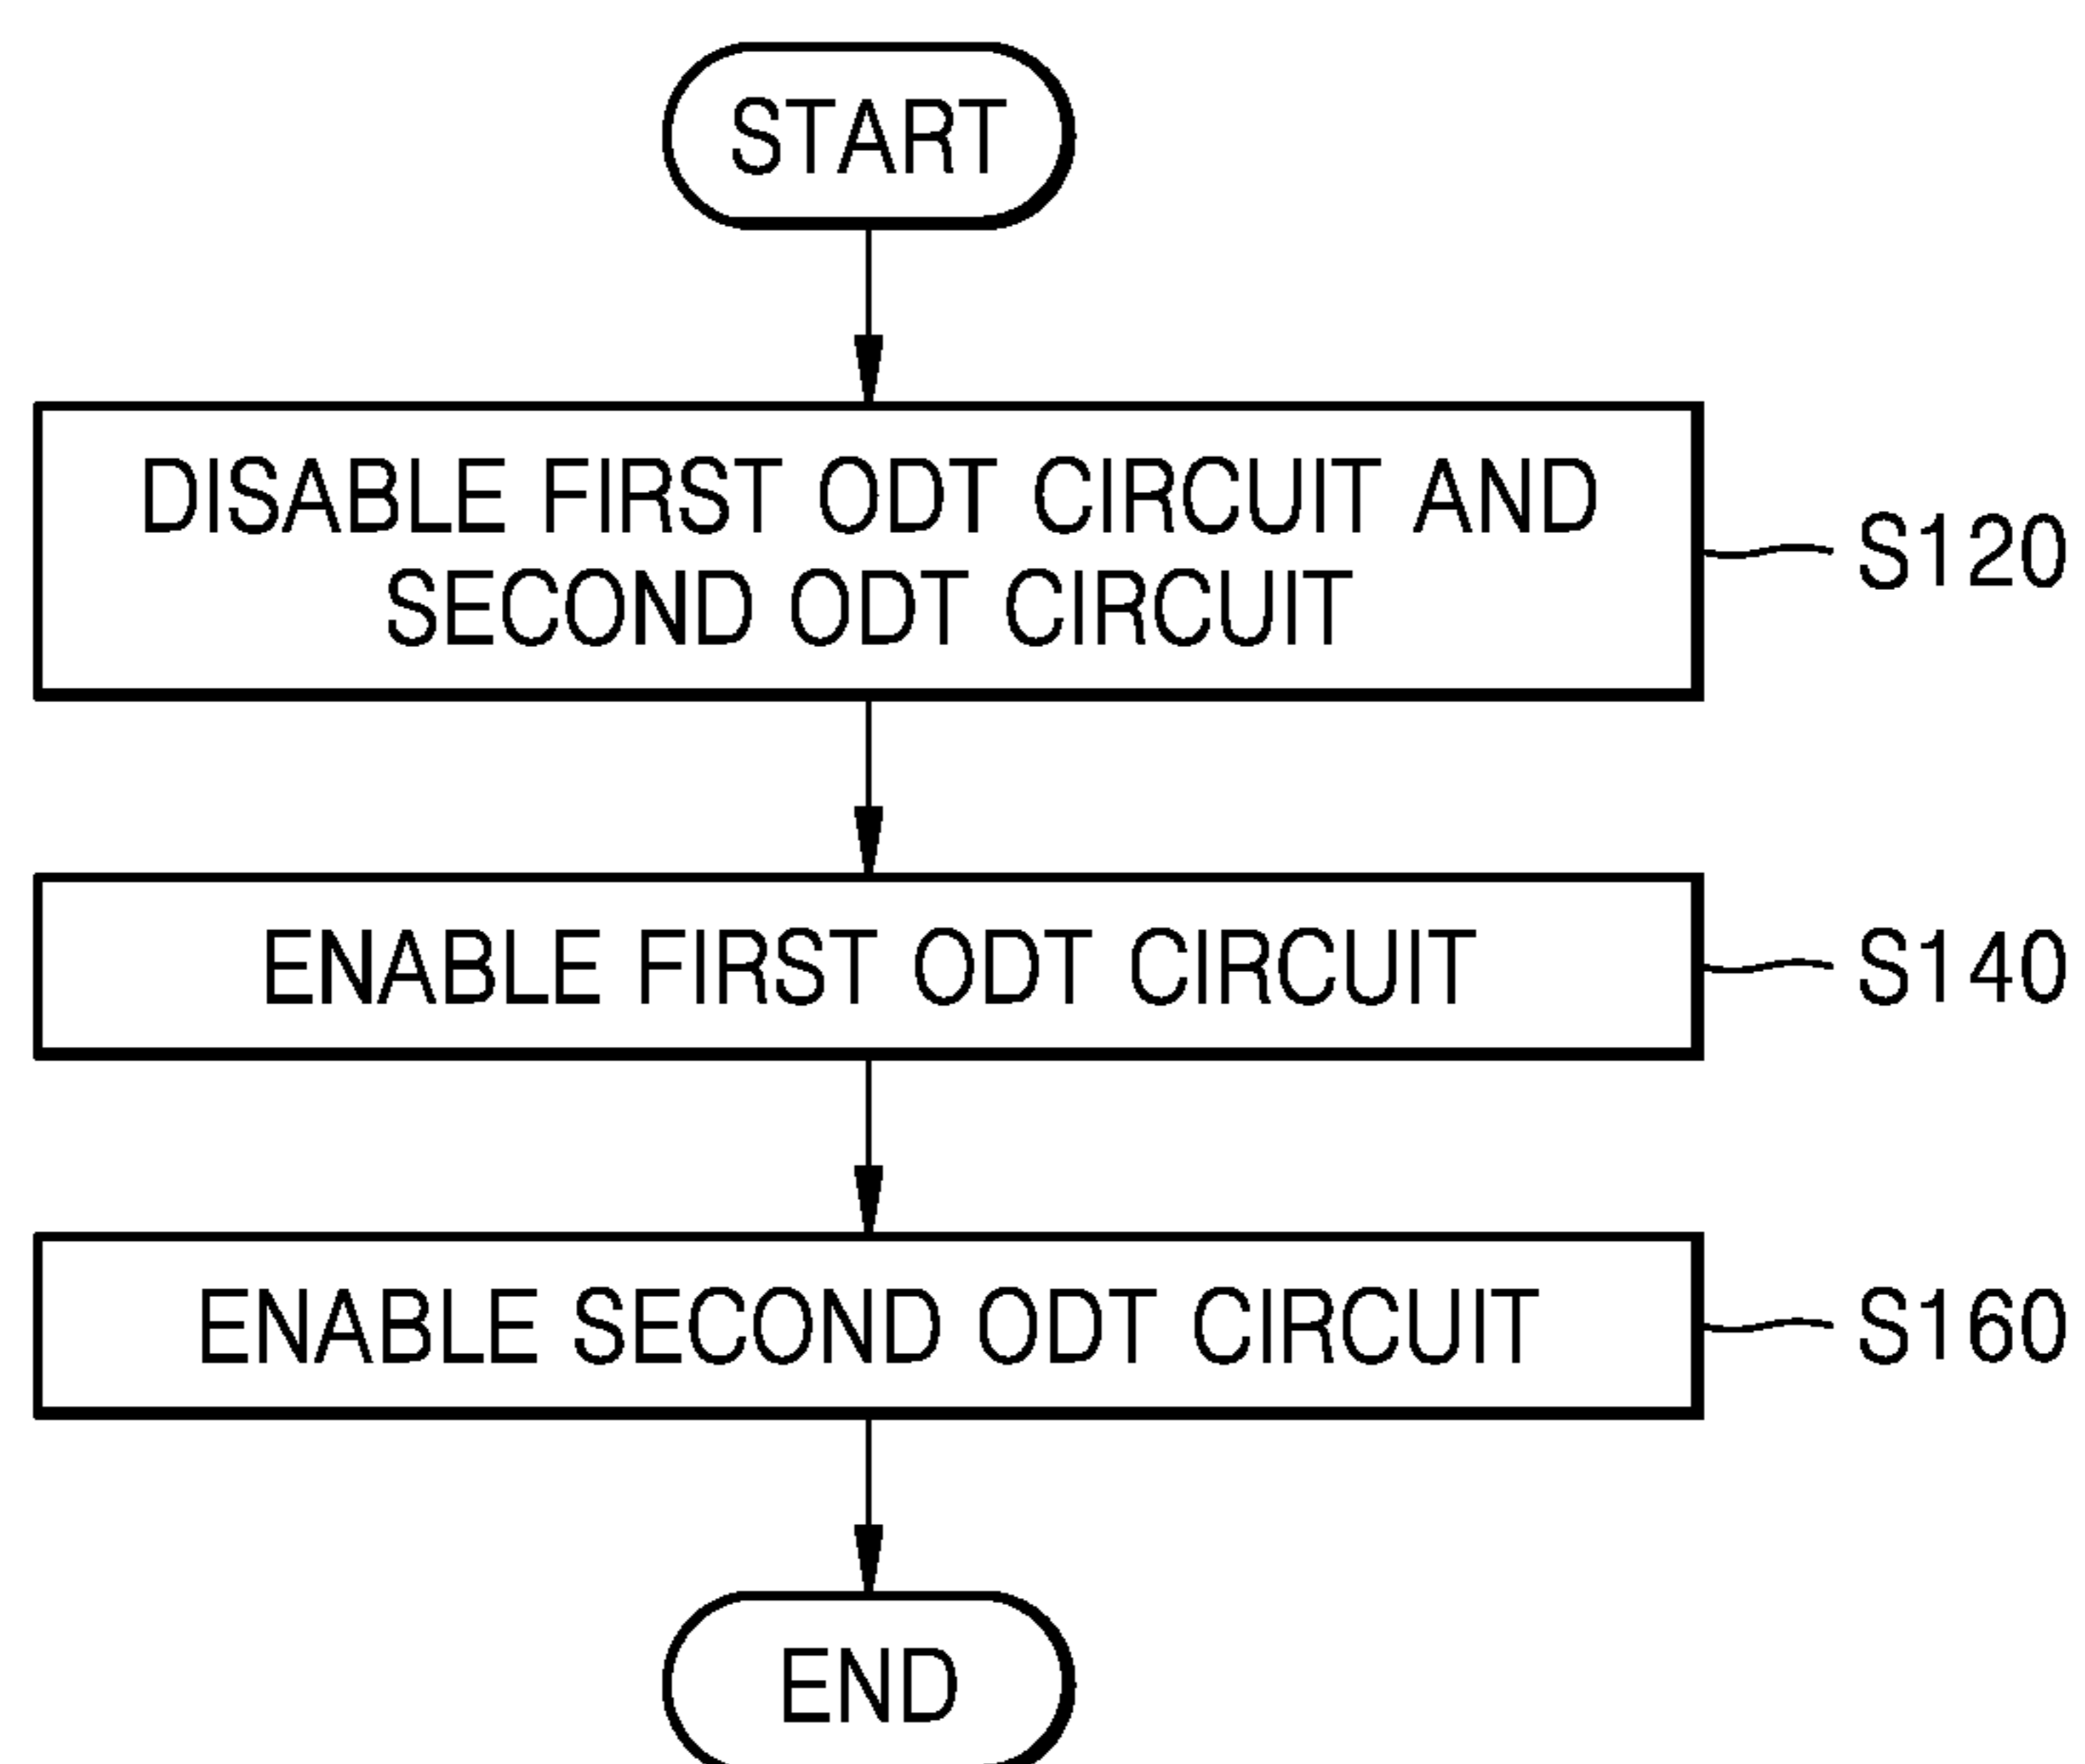 START
DISABLE FIRST ODT CIRCUIT AND
SECOND ODT CIRCUIT
S120
ENABLE FIRST ODT CIRCUIT
S140
ENABLE SECOND ODT CIRCUIT
S160
END